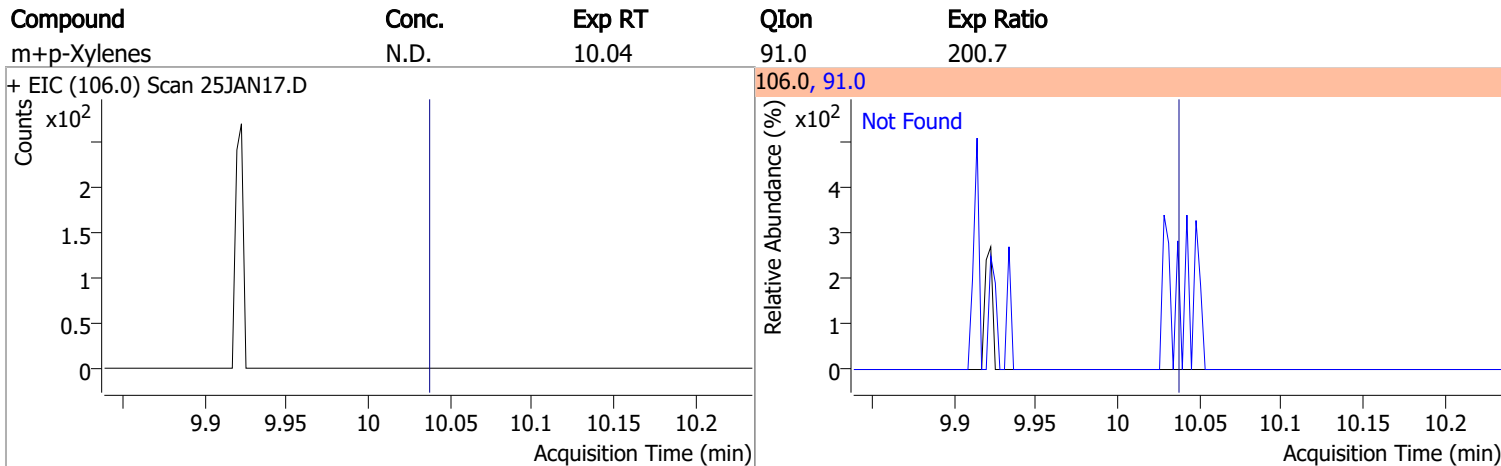 Compound Conc. Exp RT QIon Exp Ratio
m+p-Xylenes N.D. 10.04 91.0 200.7
+ EIC (106.0) Scan 25JAN17.D
Counts
x10²
2
1.5
1
0.5
0
9.9 9.95 10 10.05 10.1 10.15 10.2
Acquisition Time (min)
106.0, 91.0
Relative Abundance (%)
x10²
Not Found
4
3
2
1
0
9.9 9.95 10 10.05 10.1 10.15 10.2
Acquisition Time (min)